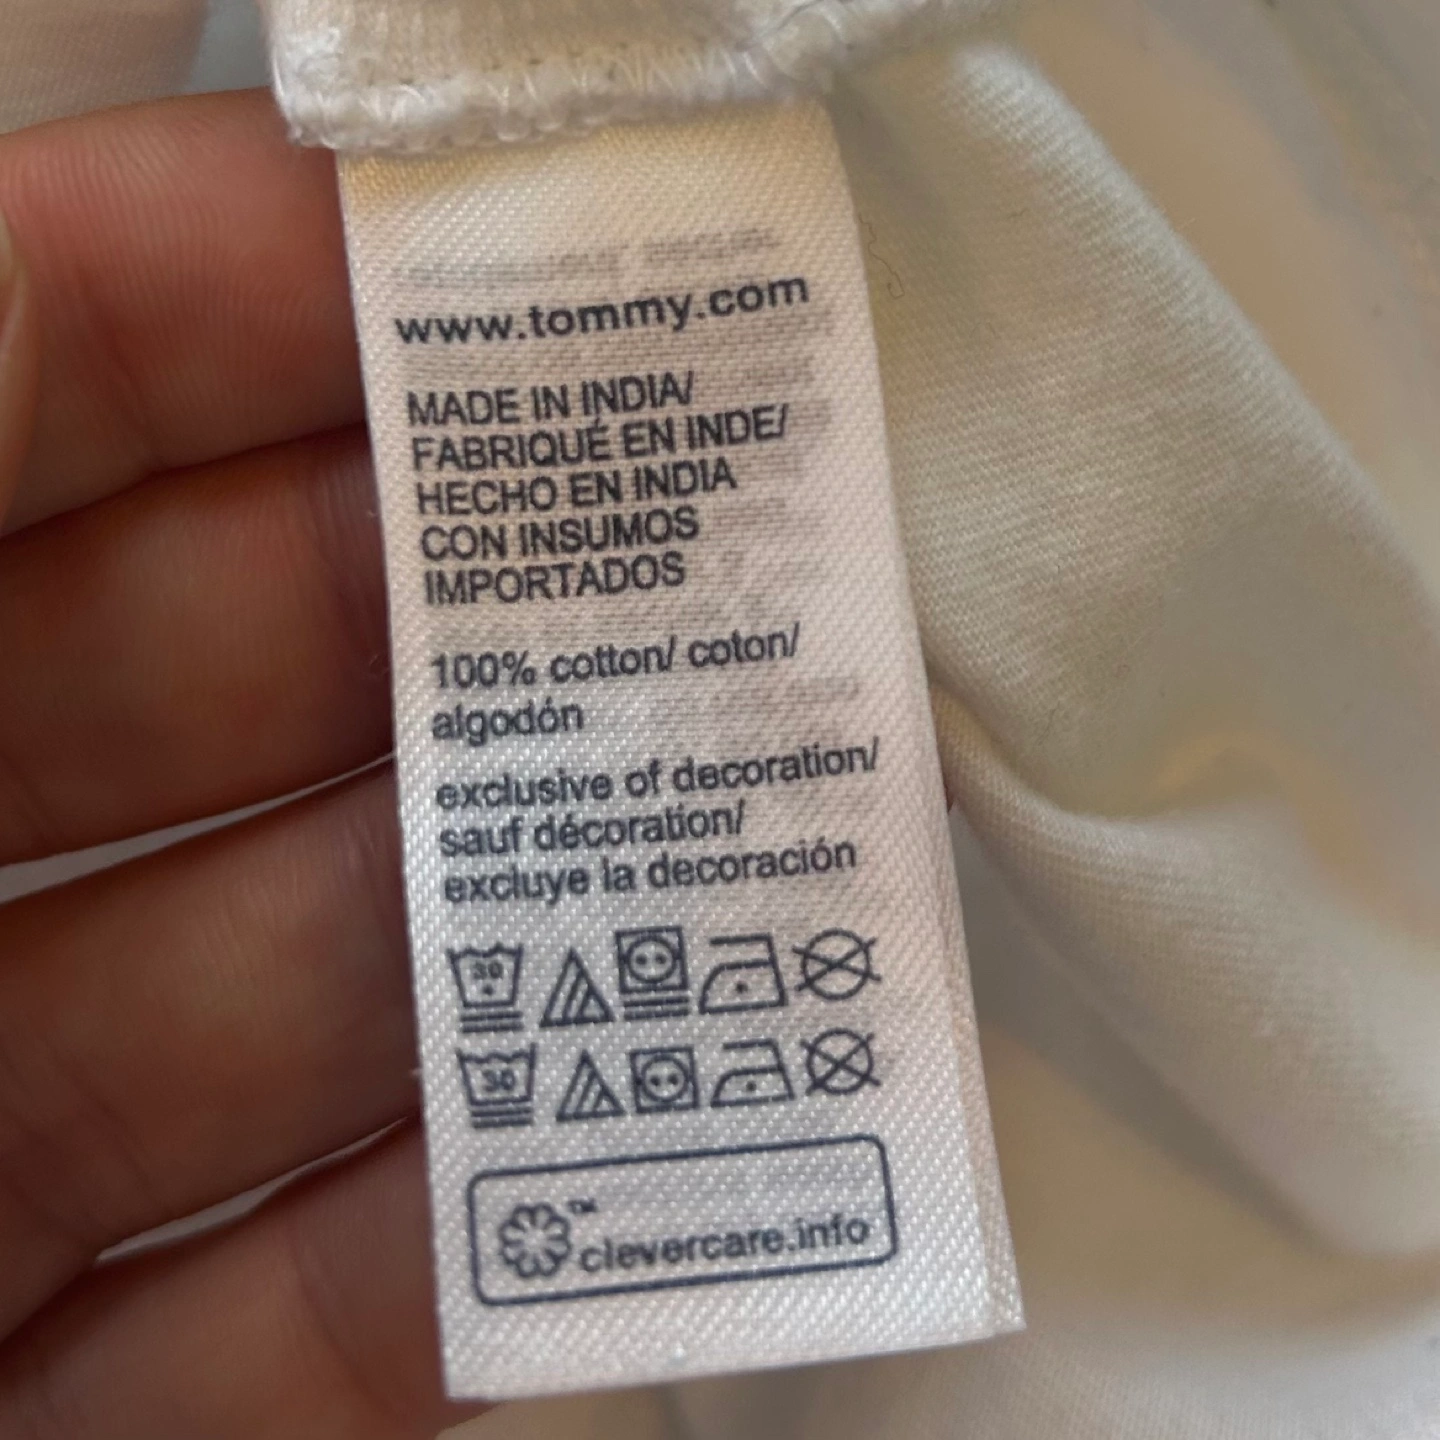 www.tommy.com
MADE IN INDIA/
FABRIQUÉ EN INDE/
HECHO EN INDIA
CON INSUMOS
IMPORTADOS
100% cotton/ coton/
algodón
exclusive of decoration/
sauf décoration/
excluye la decoración
30
30
™
clevercare.info